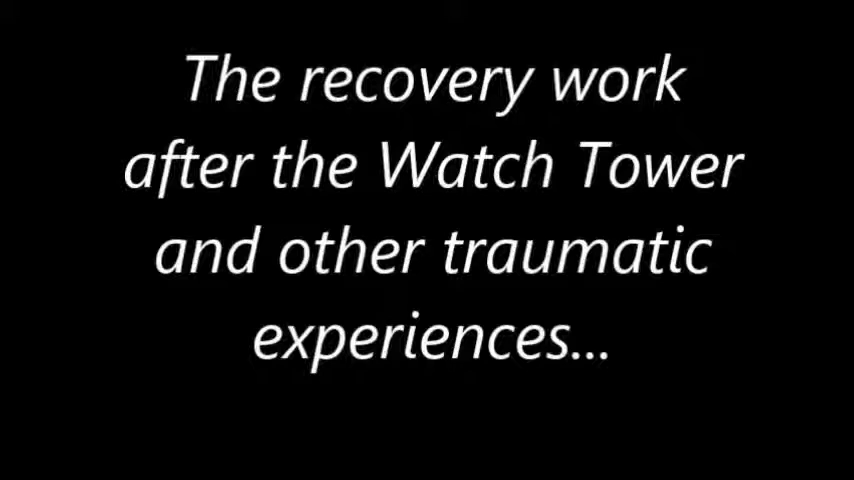 The recovery work
after the Watch Tower
and other traumatic
experiences...